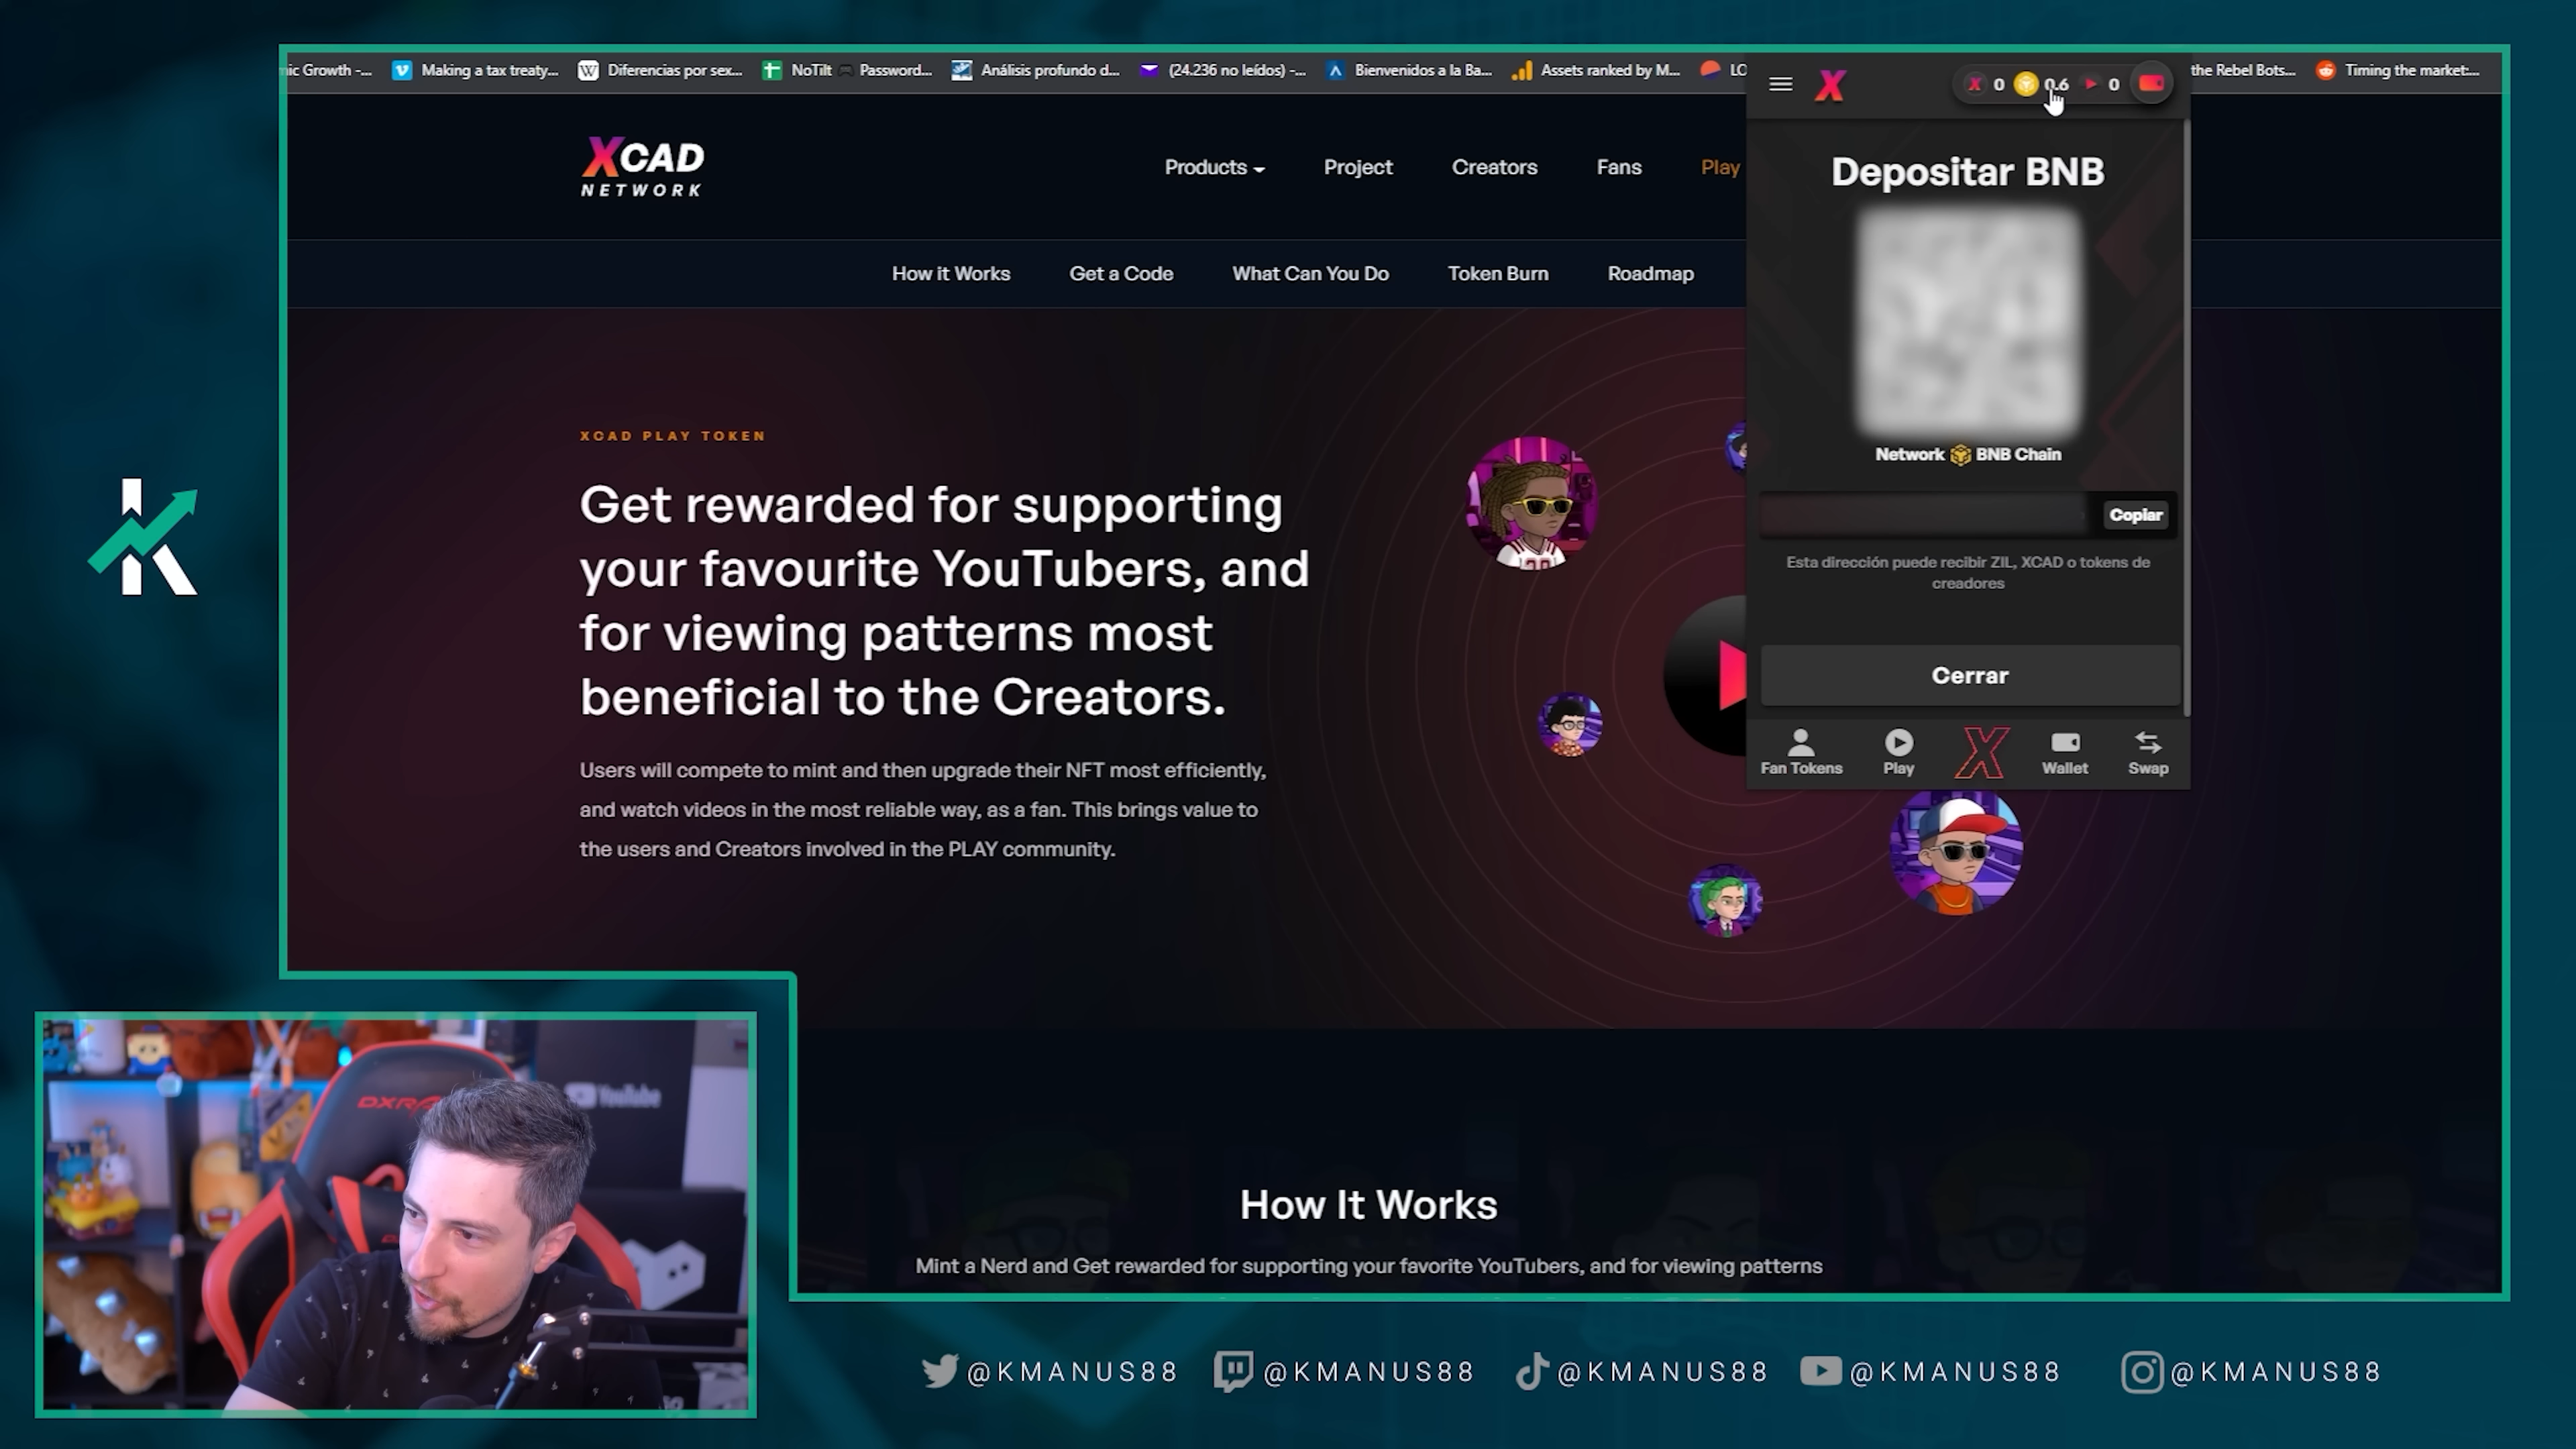 nic Growth -...
Making a tax treaty...
Diferencias por sex...
NoTilt
Password...
Análisis profundo d...
(24.236 no leídos) -...
Bienvenidos a la Ba...
Assets ranked by M...
LO
the Rebel Bots...
Timing the market:...
X 0 0.6 0
XCAD
NETWORK
Products
Project
Creators
Fans
Play
How it Works
Get a Code
What Can You Do
Token Burn
Roadmap
XCAD PLAY TOKEN
Get rewarded for supporting
your favourite YouTubers, and
for viewing patterns most
beneficial to the Creators.
Users will compete to mint and then upgrade their NFT most efficiently,
and watch videos in the most reliable way, as a fan. This brings value to
the users and Creators involved in the PLAY community.
Depositar BNB
Network BNB Chain
Copiar
Esta dirección puede recibir ZIL, XCAD o tokens de
creadores
Cerrar
Fan Tokens
Play
Wallet
Swap
How It Works
Mint a Nerd and Get rewarded for supporting your favorite YouTubers, and for viewing patterns
YouTube
@KMANUS88
@KMANUS88
@KMANUS88
@KMANUS88
@KMANUS88